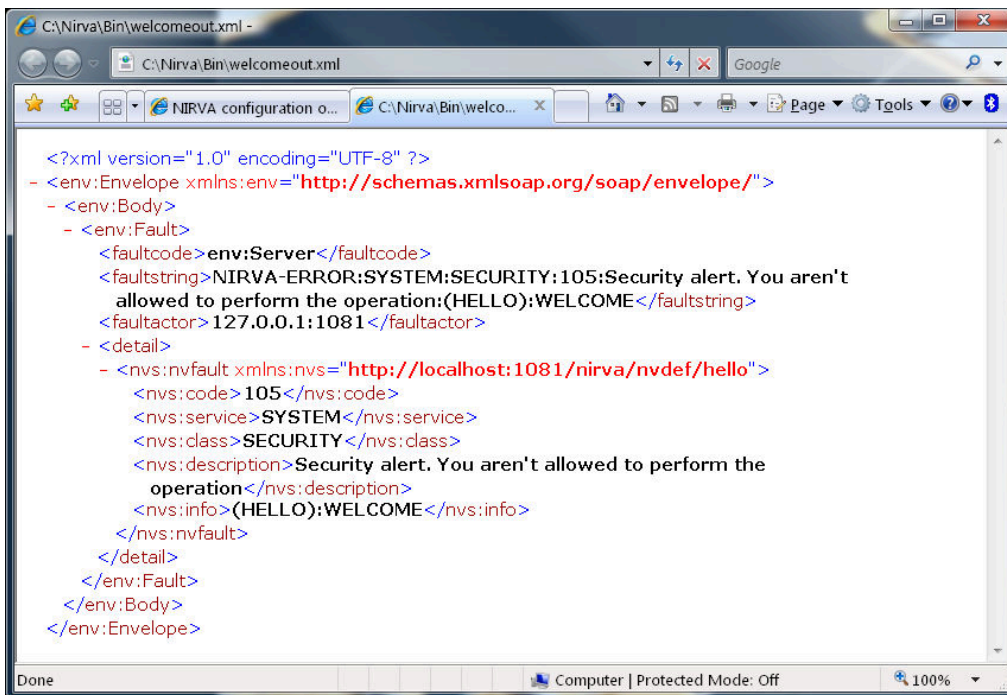 C:\Nirva\Bin\welcomeout.xml -
C:\Nirva\Bin\welcomeout.xml
Google
NIRVA configuration o...
C:\Nirva\Bin\welco...
Page
Tools
<?xml version="1.0" encoding="UTF-8" ?>
- <env:Envelope xmlns:env="http://schemas.xmlsoap.org/soap/envelope/">
- <env:Body>
- <env:Fault>
<faultcode>env:Server</faultcode>
<faultstring>NIRVA-ERROR:SYSTEM:SECURITY:105:Security alert. You aren't
allowed to perform the operation:(HELLO):WELCOME</faultstring>
<faultactor>127.0.0.1:1081</faultactor>
- <detail>
- <nvs:nvfault xmlns:nvs="http://localhost:1081/nirva/nvdef/hello">
<nvs:code>105</nvs:code>
<nvs:service>SYSTEM</nvs:service>
<nvs:class>SECURITY</nvs:class>
<nvs:description>Security alert. You aren't allowed to perform the
operation</nvs:description>
<nvs:info>(HELLO):WELCOME</nvs:info>
</nvs:nvfault>
</detail>
</env:Fault>
</env:Body>
</env:Envelope>
Done
Computer | Protected Mode: Off
100%